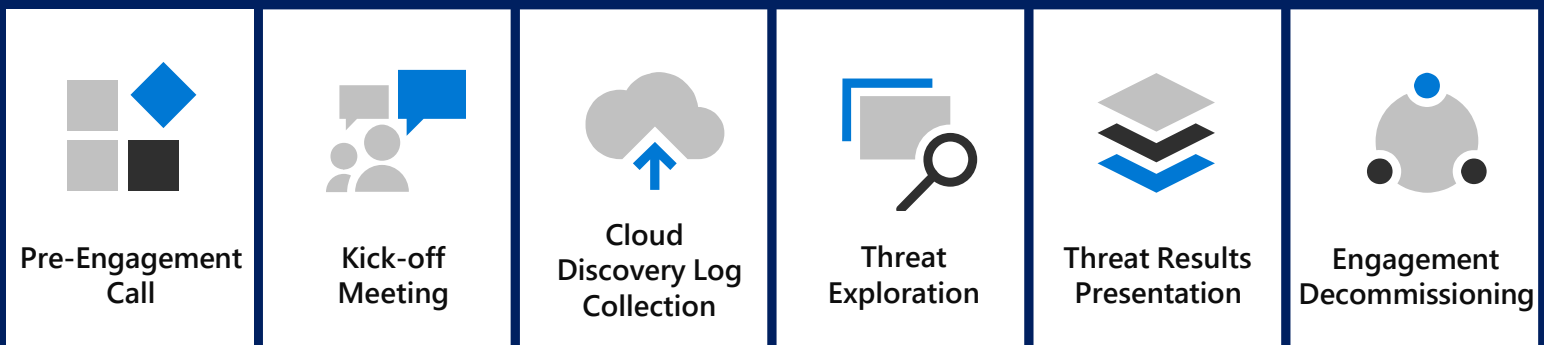 Pre-Engagement
Call
Kick-off
Meeting
Cloud
Discovery Log
Collection
Threat
Exploration
Threat Results
Presentation
Engagement
Decommissioning